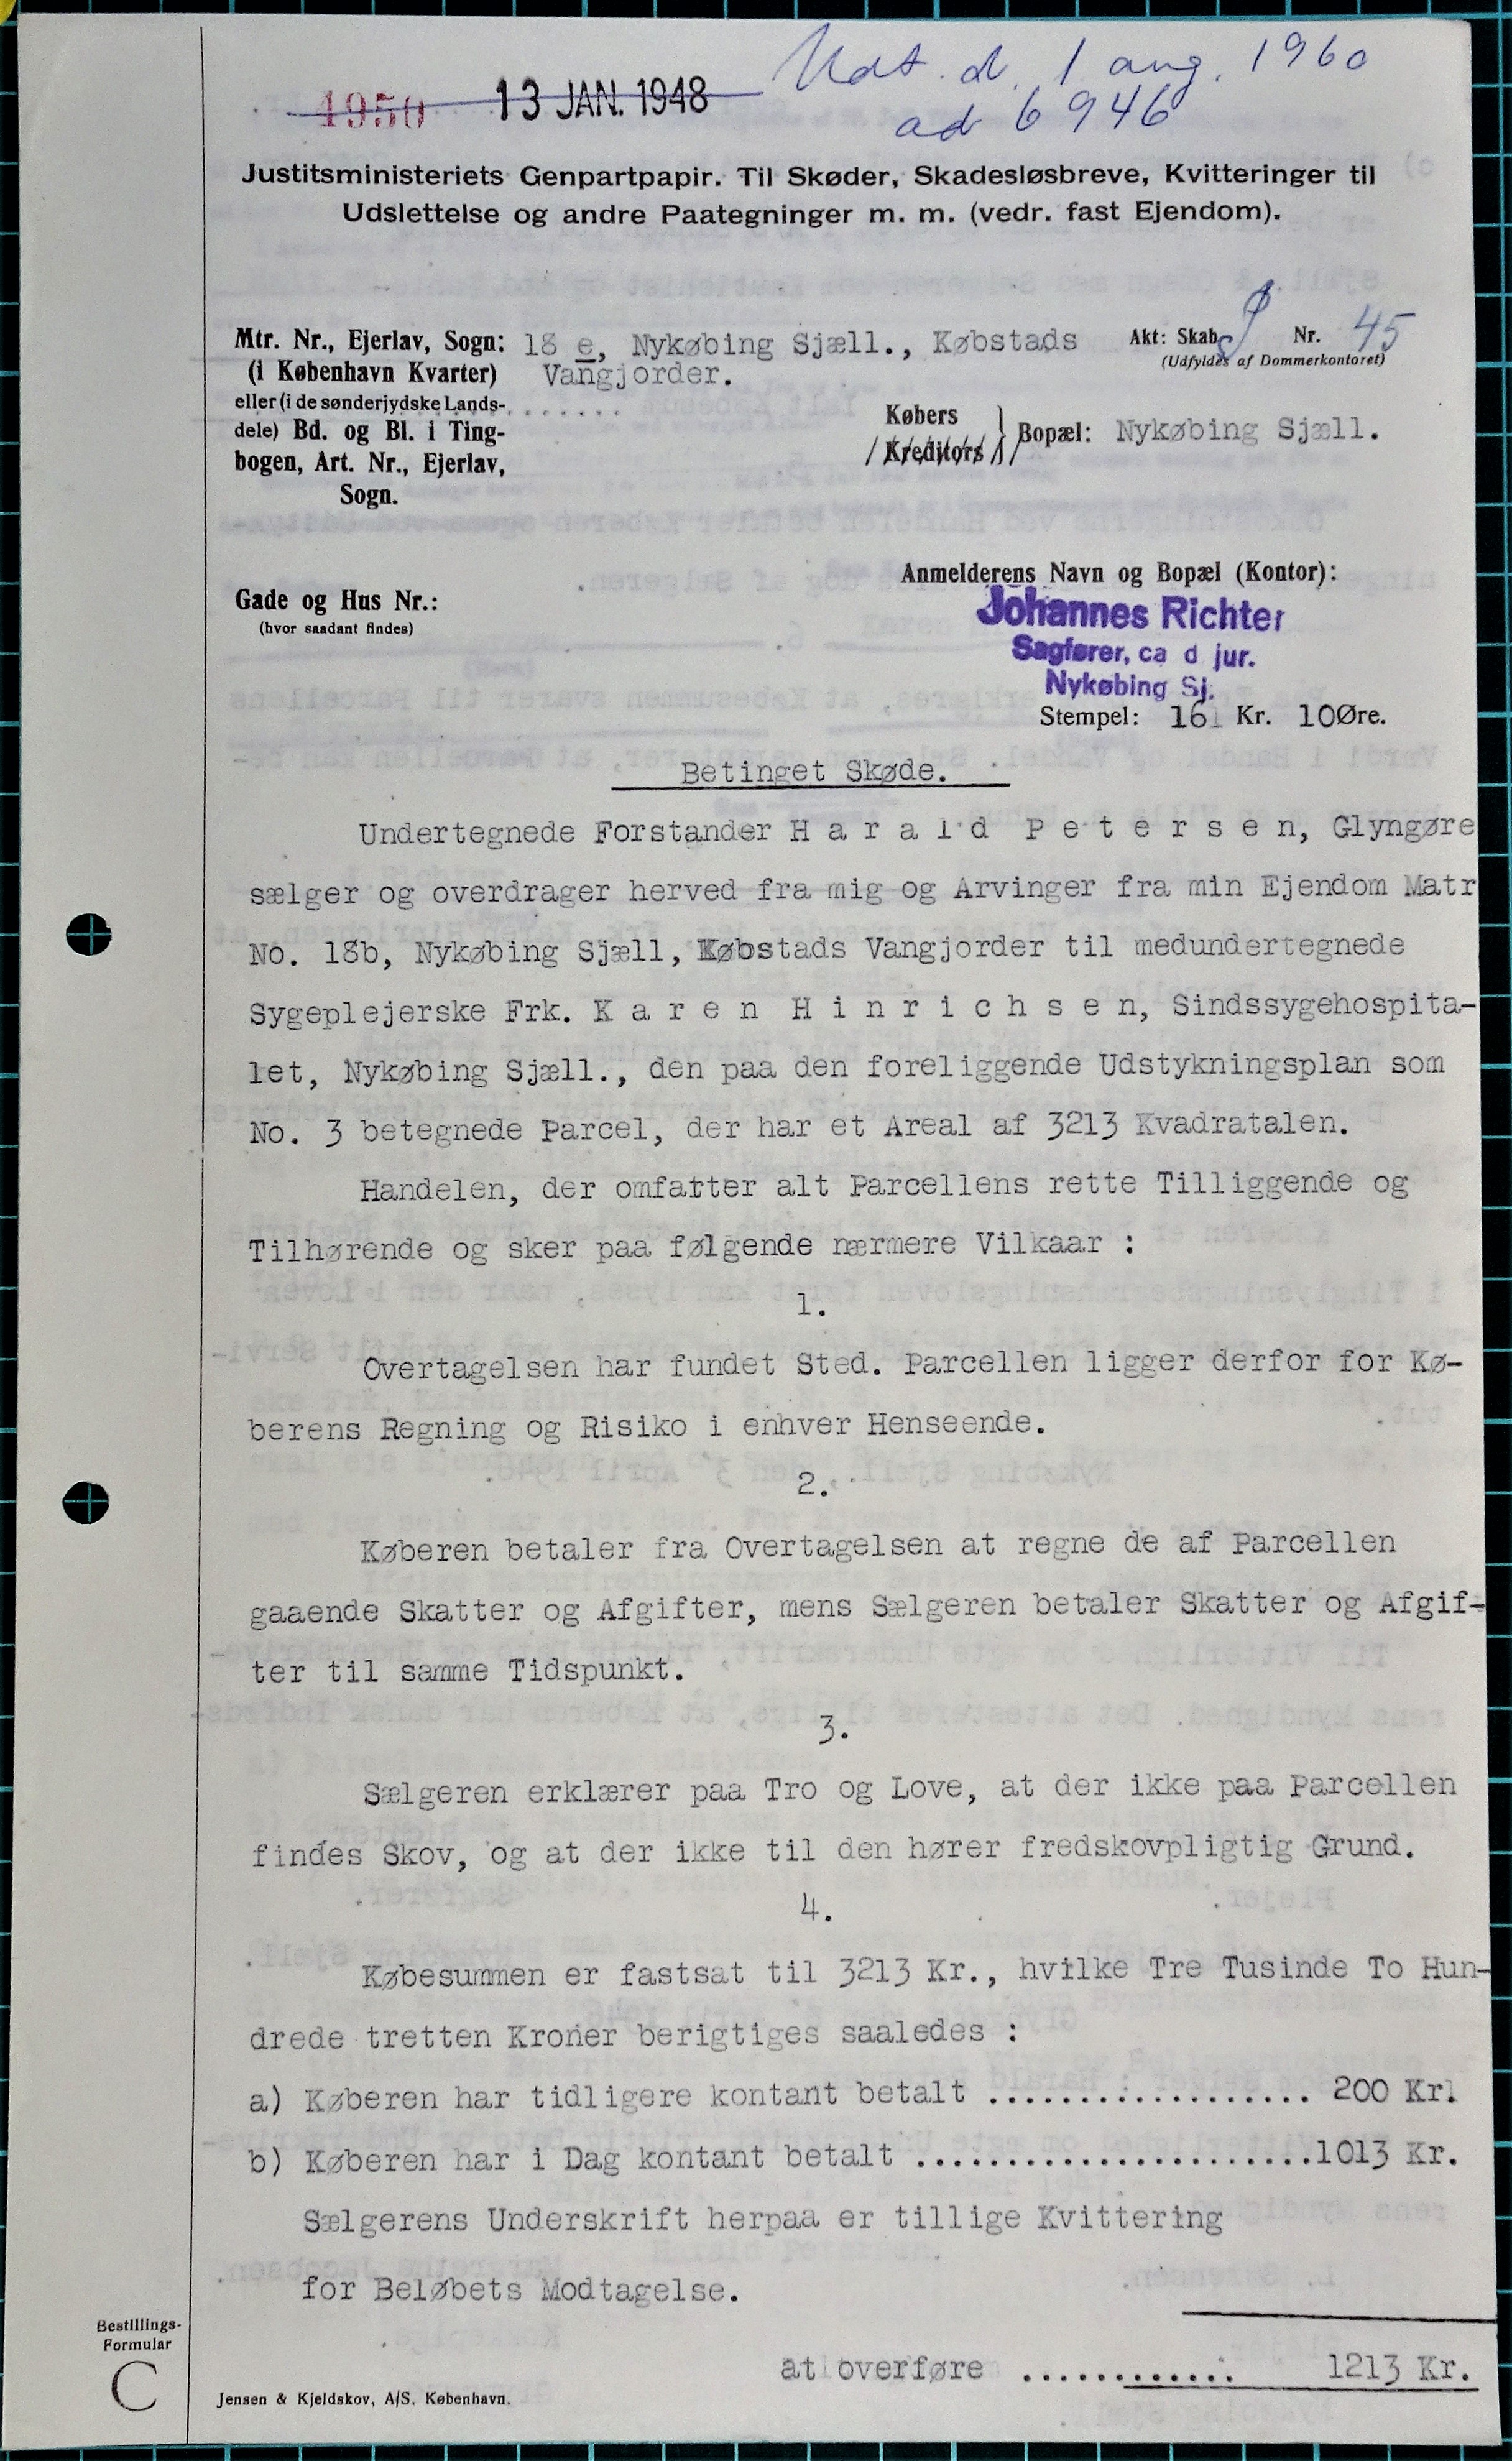 Udt. d. 1 aug. 1960
1950 13 JAN. 1948
ad 6946
Justitsministeriets Genpartpapir. Til Skøder, Skadesløsbreve, Kvitteringer til
Udslettelse og andre Paategninger m. m. (vedr. fast Ejendom).
Mtr. Nr., Ejerlav, Sogn: 18 e, Nykøbing Sjæll., Købstads
(i København Kvarter) Vangjorder.
eller (i de sønderjydske Lands-
dele) Bd. og Bl. i Ting-
bogen, Art. Nr., Ejerlav,
Sogn.
Akt: Skab Nr. 45
(Udfyldes af Dommerkontoret)
Købers
Kreditors
Bopæl: Nykøbing Sjæll.
Gade og Hus Nr.:
(hvor saadant findes)
Anmelderens Navn og Bopæl (Kontor):
Johannes Richter
Sagfører, ca d jur.
Nykøbing Sj.
Stempel: 16 Kr. 10 Øre.
Betinget Skøde.
Undertegnede Forstander H a r a l d P e t e r s e n, Glyngøre
sælger og overdrager herved fra mig og Arvinger fra min Ejendom Matr
No. 18b, Nykøbing Sjæll, Købstads Vangjorder til medundertegnede
Sygeplejerske Frk. K a r e n H i n r i c h s e n, Sindssygehospita-
let, Nykøbing Sjæll., den paa den foreliggende Udstykningsplan som
No. 3 betegnede Parcel, der har et Areal af 3213 Kvadratalen.
Handelen, der omfatter alt Parcellens rette Tilliggende og
Tilhørende og sker paa følgende nærmere Vilkaar :
1.
Overtagelsen har fundet Sted. Parcellen ligger derfor for Kø-
berens Regning og Risiko i enhver Henseende.
2.
Køberen betaler fra Overtagelsen at regne de af Parcellen
gaaende Skatter og Afgifter, mens Sælgeren betaler Skatter og Afgif-
ter til samme Tidspunkt.
3.
Sælgeren erklærer paa Tro og Love, at der ikke paa Parcellen
findes Skov, og at der ikke til den hører fredskovpligtig Grund.
4.
Købesummen er fastsat til 3213 Kr., hvilke Tre Tusinde To Hun-
drede tretten Kroner berigtiges saaledes :
a) Køberen har tidligere kontant betalt .................. 200 Kr.
b) Køberen har i Dag kontant betalt ......................1013 Kr.
Sælgerens Underskrift herpaa er tillige Kvittering
for Beløbets Modtagelse.
at overføre ............ 1213 Kr.
Bestillings-
Formular
C
Jensen & Kjeldskov, A/S. København.